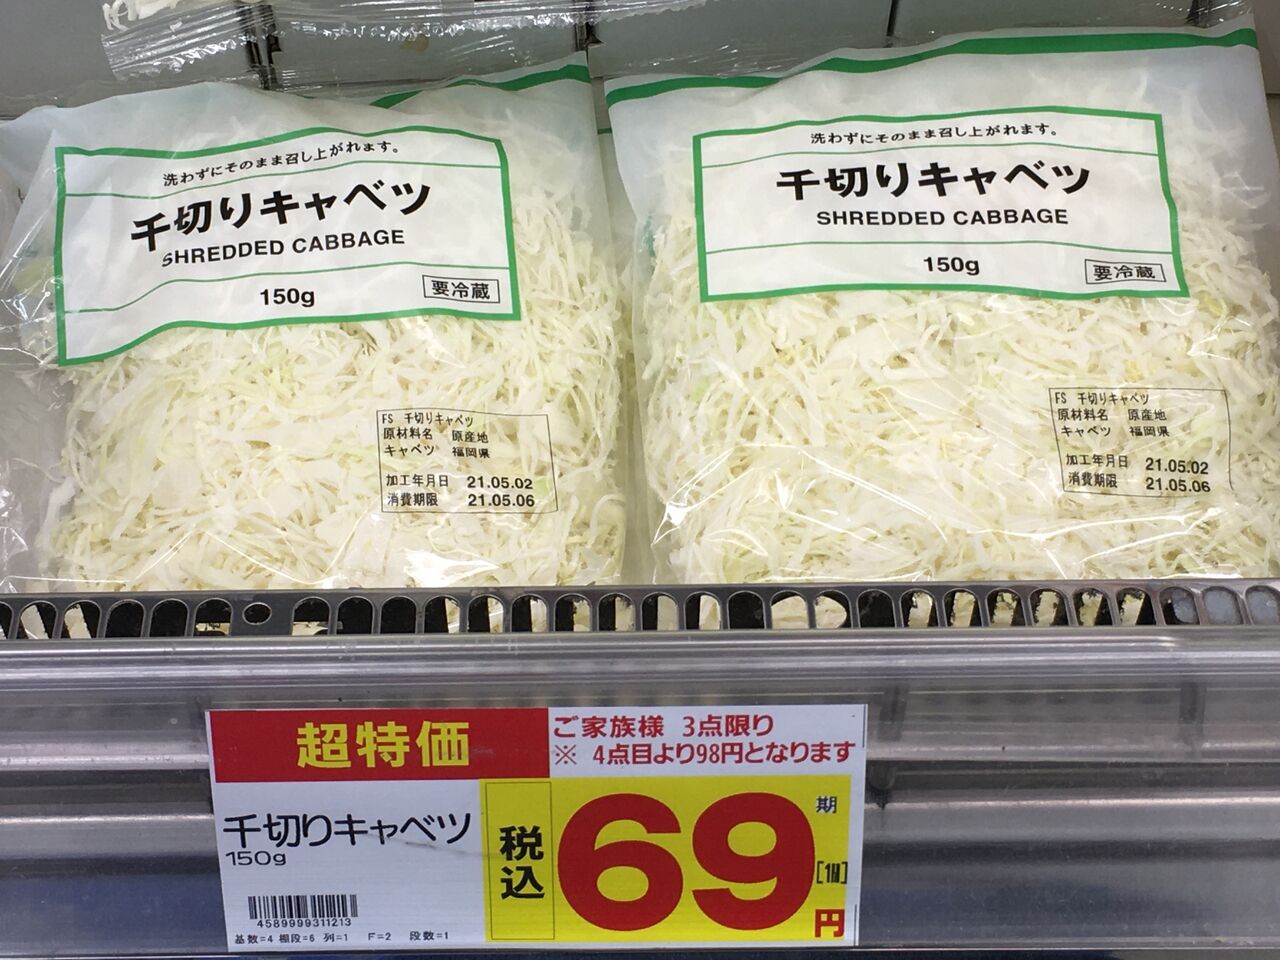 洗わずにそのまま召し上がれます。
千切りキャベツ
SHREDDED CABBAGE
150g
要冷蔵
FS 千切りキャベツ
原材料名 原産地
キャベツ 福岡県
加工年月日 21.05.02
消費期限 21.05.06
洗わずにそのまま召し上がれます。
千切りキャベツ
SHREDDED CABBAGE
150g
要冷蔵
FS 千切りキャベツ
原材料名 原産地
キャベツ 福岡県
加工年月日 21.05.02
消費期限 21.05.06
超特価
ご家族様 3点限り
※ 4点目より98円となります
千切りキャベツ
150g
税込
69
円
期
[1M]
4589999311213
基数=4 棚段=6 列=1 F=2 段数=1